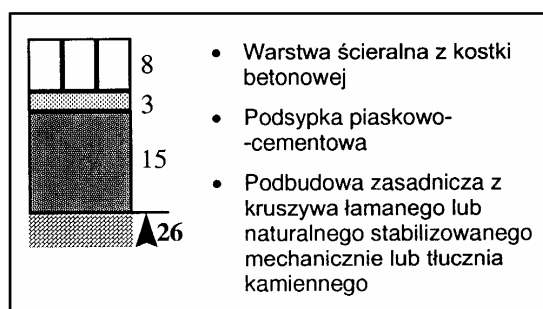 8
3
15
26
• Warstwa ścieralna z kostki
betonowej
• Podsypka piaskowo-
-cementowa
• Podbudowa zasadnicza z
kruszywa łamanego lub
naturalnego stabilizowanego
mechanicznie lub tłucznia
kamiennego